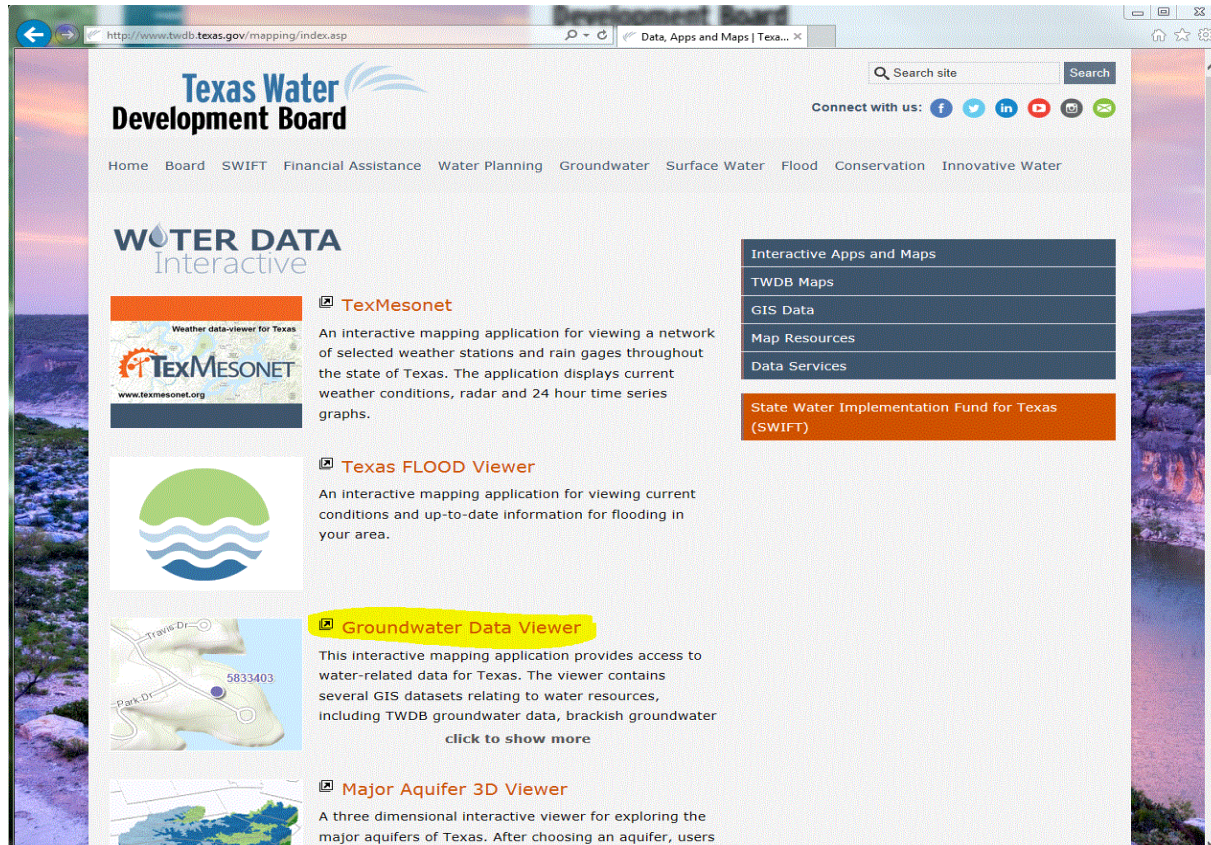 Development Board
http://www.twdb.texas.gov/mapping/index.asp
Data, Apps and Maps | Texa...
Texas Water
Development Board
Search site
Search
Connect with us:
Home Board SWIFT Financial Assistance Water Planning Groundwater Surface Water Flood Conservation Innovative Water
WATER DATA
Interactive
Interactive Apps and Maps
TWDB Maps
GIS Data
Map Resources
Data Services
State Water Implementation Fund for Texas
(SWIFT)
Weather data-viewer for Texas
TEXMESONET
www.texmesonet.org
TexMesonet
An interactive mapping application for viewing a network
of selected weather stations and rain gages throughout
the state of Texas. The application displays current
weather conditions, radar and 24 hour time series
graphs.
Texas FLOOD Viewer
An interactive mapping application for viewing current
conditions and up-to-date information for flooding in
your area.
Travis Dr
5833403
Park Dr
Groundwater Data Viewer
This interactive mapping application provides access to
water-related data for Texas. The viewer contains
several GIS datasets relating to water resources,
including TWDB groundwater data, brackish groundwater
click to show more
Major Aquifer 3D Viewer
A three dimensional interactive viewer for exploring the
major aquifers of Texas. After choosing an aquifer, users